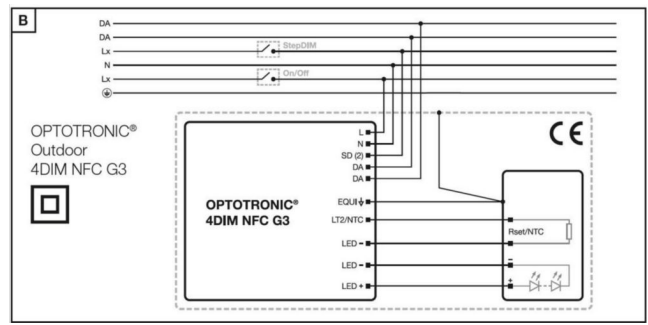 B
DA
DA
Lx
StepDIM
N
Lx
On/Off
OPTOTRONIC®
Outdoor
4DIM NFC G3
CE
L
N
SD (2)
DA
DA
OPTOTRONIC®
4DIM NFC G3
EQUI
LT2/NTC
LED -
LED -
LED +
Rset/NTC
-
+